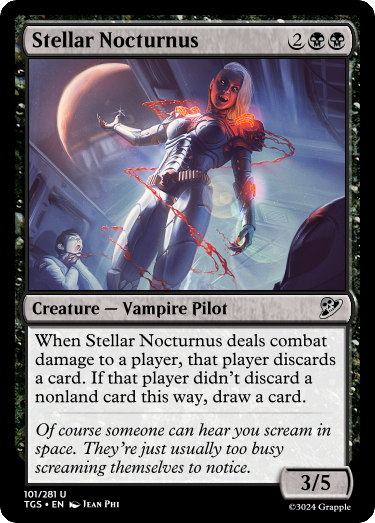 Stellar Nocturnus 2
Creature — Vampire Pilot
When Stellar Nocturnus deals combat
damage to a player, that player discards
a card. If that player didn't discard a
nonland card this way, draw a card.
Of course someone can hear you scream in
space. They're just usually too busy
screaming themselves to notice.
3/5
101/281 U
TGS • EN Jean Phi
©3024 Grapple